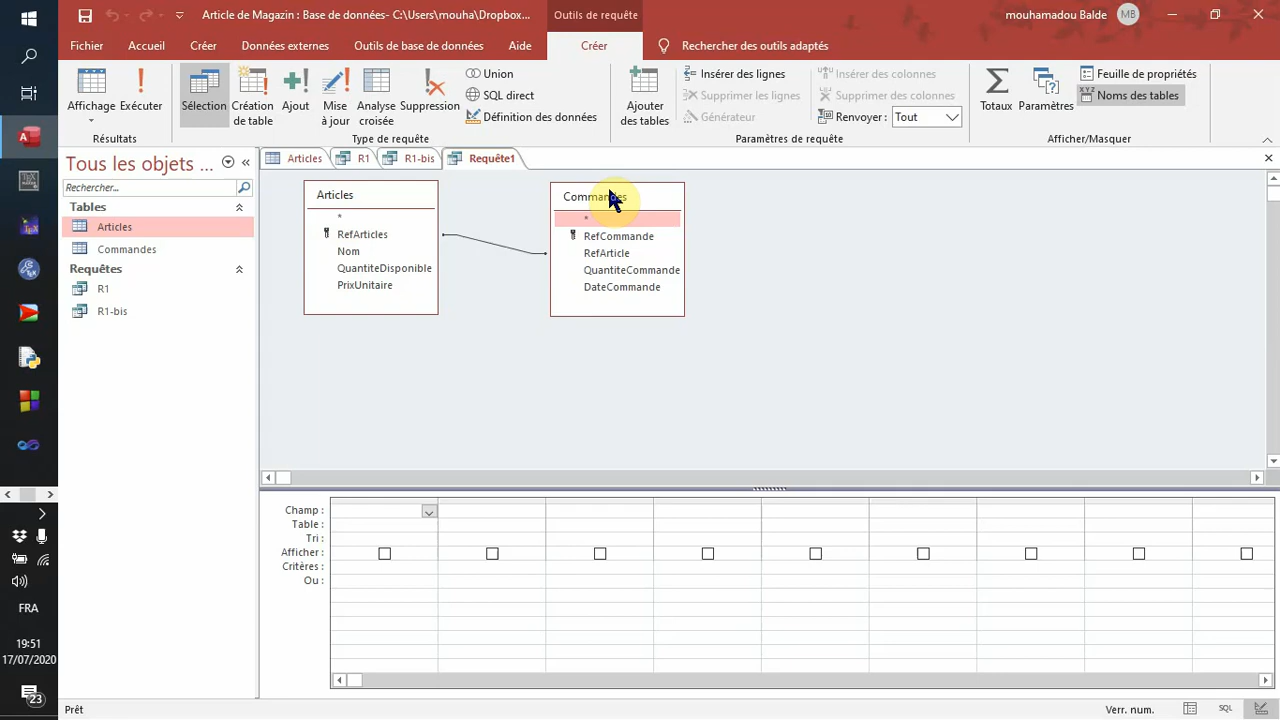 Article de Magazin : Base de données- C:\Users\mouha\Dropbox...
Outils de requête
mouhamadou Balde
MB
Fichier
Accueil
Créer
Données externes
Outils de base de données
Aide
Créer
Rechercher des outils adaptés
Affichage
Exécuter
Résultats
Sélection
Création de table
Ajout
Mise à jour
Analyse croisée
Suppression
Union
SQL direct
Définition des données
Type de requête
Ajouter des tables
Insérer des lignes
Supprimer les lignes
Générateur
Insérer des colonnes
Supprimer des colonnes
Renvoyer : Tout
Paramètres de requête
Totaux
Paramètres
Feuille de propriétés
Noms des tables
Afficher/Masquer
Tous les objets ...
Rechercher...
Tables
Articles
Commandes
Requêtes
R1
R1-bis
Articles
R1
R1-bis
Requête1
Articles
*
RefArticles
Nom
QuantiteDisponible
PrixUnitaire
Commandes
*
RefCommande
RefArticle
QuantiteCommande
DateCommande
Champ :
Table :
Tri :
Afficher :
Critères :
Ou :
FRA
19:51
17/07/2020
23
Prêt
Verr. num.
SQL